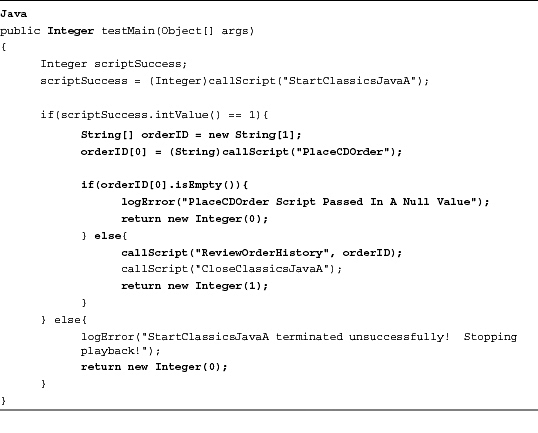 Java
public Integer testMain(Object[] args)
{
Integer scriptSuccess;
scriptSuccess = (Integer)callScript("StartClassicsJavaA");
if(scriptSuccess.intValue() == 1){
String[] orderID = new String[1];
orderID[0] = (String)callScript("PlaceCDOrder");
if(orderID[0].isEmpty()){
logError("PlaceCDOrder Script Passed In A Null Value");
return new Integer(0);
} else{
callScript("ReviewOrderHistory", orderID);
callScript("CloseClassicsJavaA");
return new Integer(1);
}
} else{
logError("StartClassicsJavaA terminated unsuccessfully!  Stopping
playback!");
return new Integer(0);
}
}